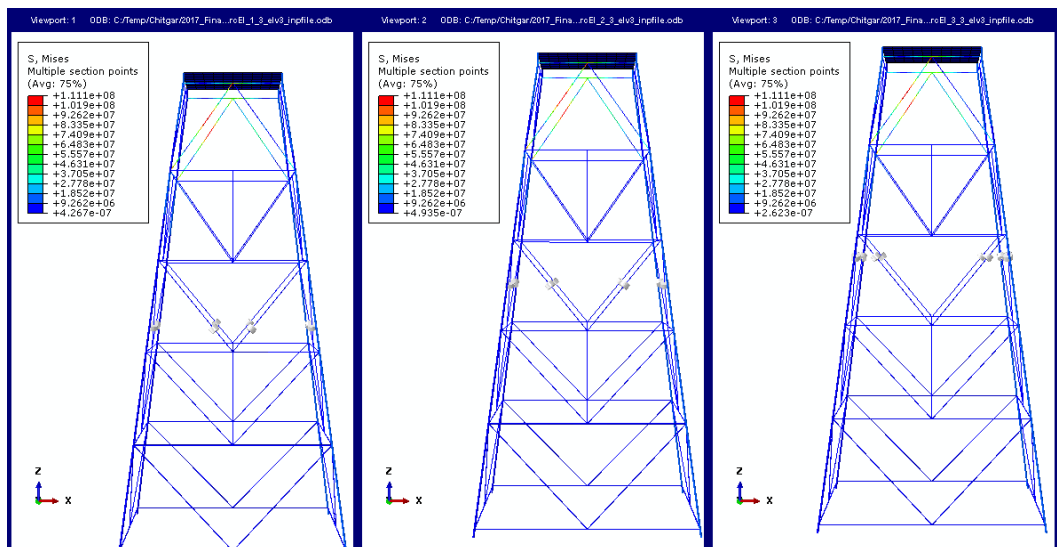 Viewport: 1 ODB: C:/Temp/Chitgar/2017_Fina...rcEl_1_3_elv3_inpfile.odb
S, Mises
Multiple section points
(Avg: 75%)
+1.111e+08
+1.019e+08
+9.262e+07
+8.335e+07
+7.409e+07
+6.483e+07
+5.557e+07
+4.631e+07
+3.705e+07
+2.778e+07
+1.852e+07
+9.262e+06
+4.267e-07
Z
X
Viewport: 2 ODB: C:/Temp/Chitgar/2017_Fina...rcEl_2_3_elv3_inpfile.odb
S, Mises
Multiple section points
(Avg: 75%)
+1.111e+08
+1.019e+08
+9.262e+07
+8.335e+07
+7.409e+07
+6.483e+07
+5.557e+07
+4.631e+07
+3.705e+07
+2.778e+07
+1.852e+07
+9.262e+06
+4.935e-07
Z
X
Viewport: 3 ODB: C:/Temp/Chitgar/2017_Fina...rcEl_3_3_elv3_inpfile.odb
S, Mises
Multiple section points
(Avg: 75%)
+1.111e+08
+1.019e+08
+9.262e+07
+8.335e+07
+7.409e+07
+6.483e+07
+5.557e+07
+4.631e+07
+3.705e+07
+2.778e+07
+1.852e+07
+9.262e+06
+2.623e-07
Z
X